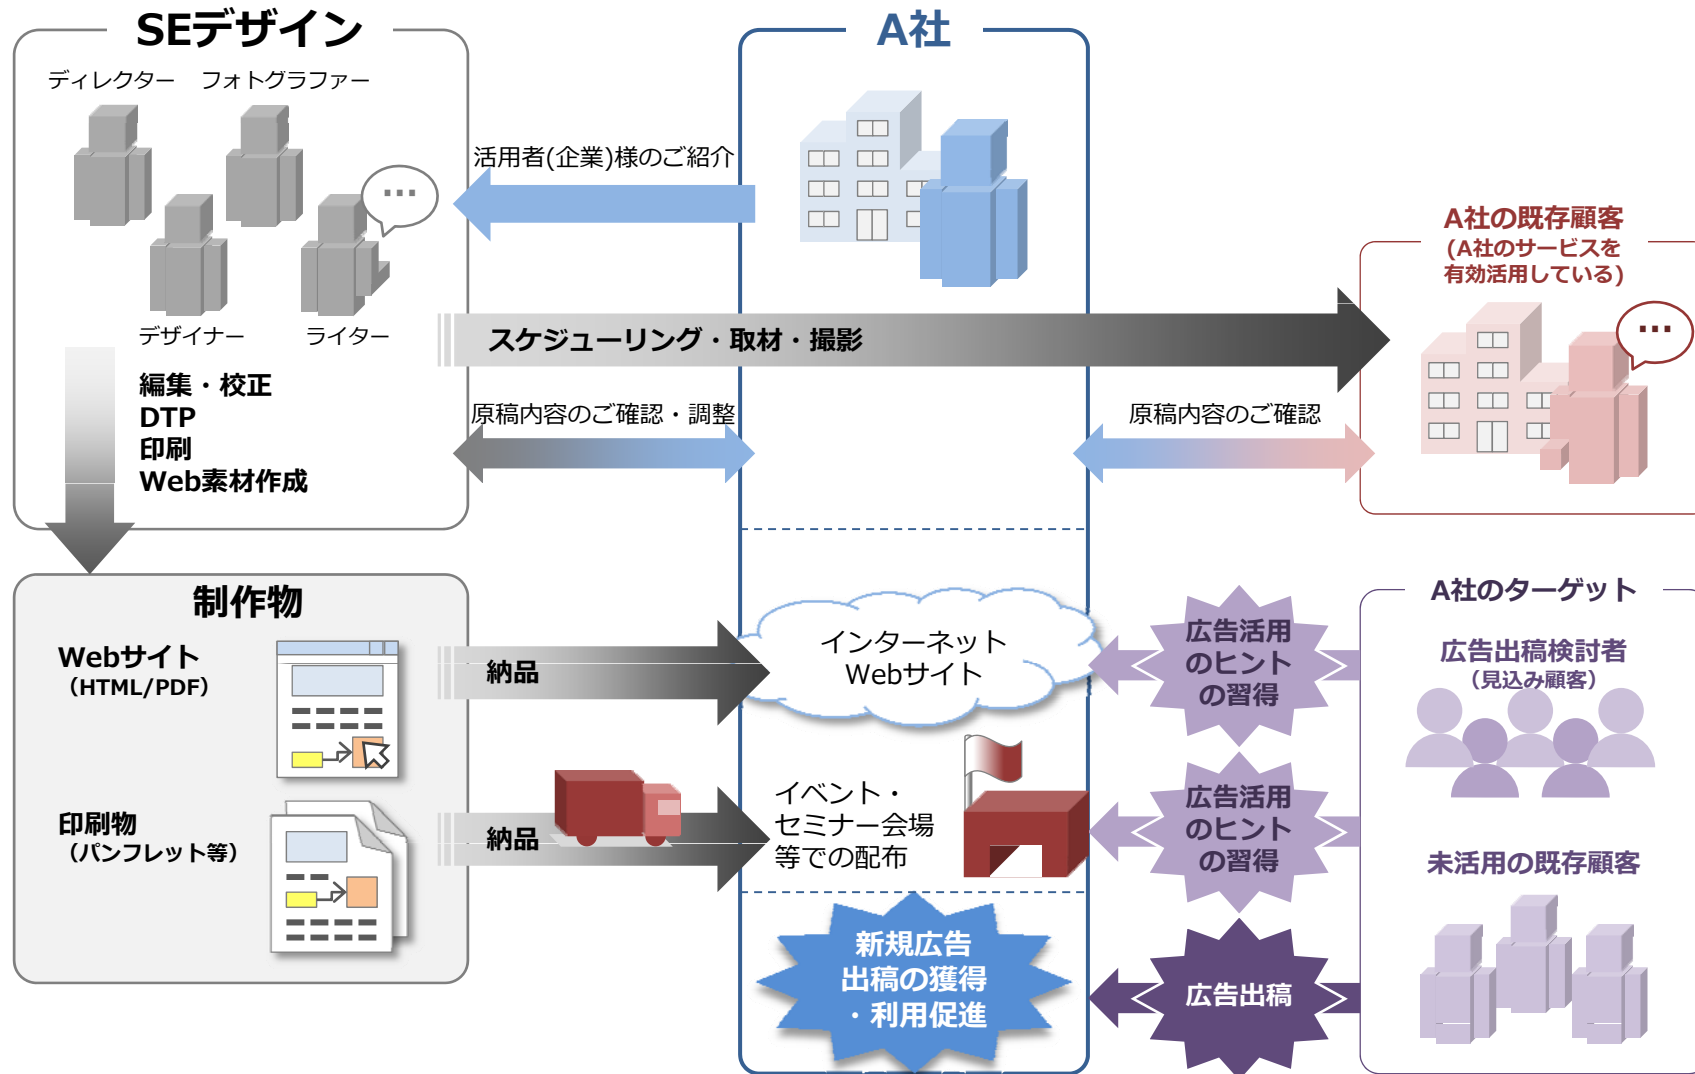 SEデザイン
ディレクター
フォトグラファー
デザイナー
ライター
…
編集・校正
DTP
印刷
Web素材作成
活用者(企業)様のご紹介
スケジューリング・取材・撮影
原稿内容のご確認・調整
A社
原稿内容のご確認
A社の既存顧客
(A社のサービスを
有効活用している)
…
制作物
Webサイト
(HTML/PDF)
印刷物
(パンフレット等)
納品
納品
インターネット
Webサイト
イベント・
セミナー会場
等での配布
新規広告
出稿の獲得
・利用促進
広告活用
のヒント
の習得
広告活用
のヒント
の習得
広告出稿
A社のターゲット
広告出稿検討者
(見込み顧客)
未活用の既存顧客